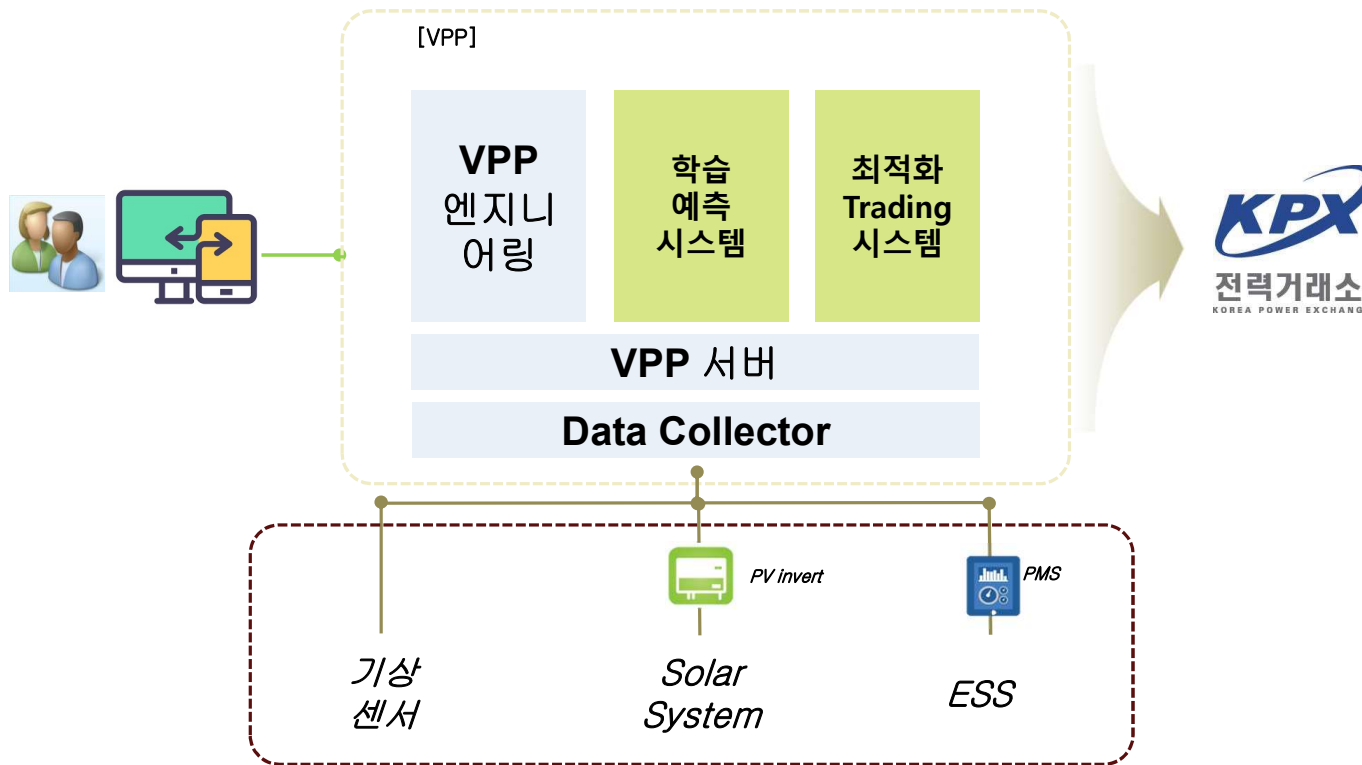 [VPP]
VPP
엔지니
어링
학습
예측
시스템
최적화
Trading
시스템
VPP 서버
Data Collector
KPX
전력거래소
KOREA POWER EXCHANG
PV invert
PMS
기상
센서
Solar
System
ESS